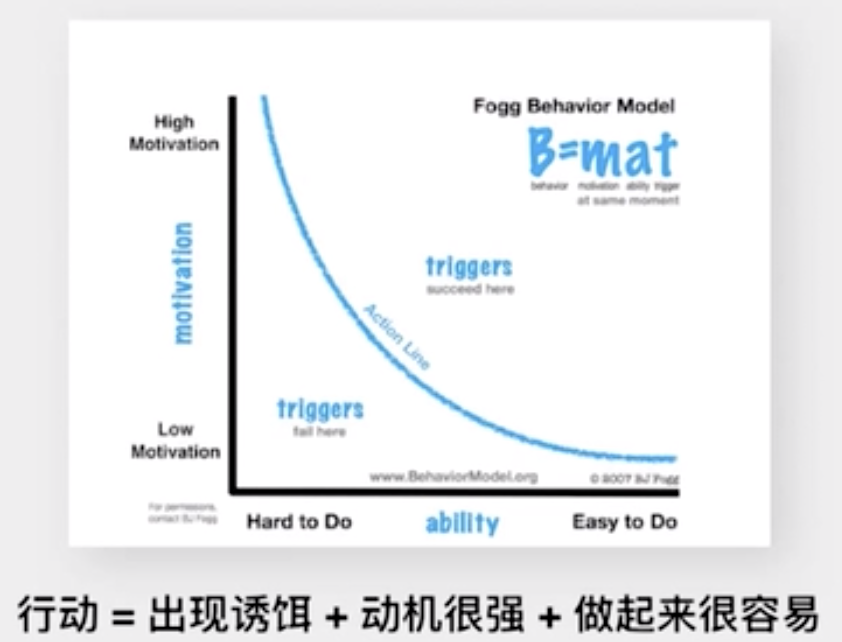 Fogg Behavior Model
B=mat
behavior motivation ability trigger
at same moment
High
Motivation
motivation
triggers
succeed here
Action Line
triggers
fail here
Low
Motivation
www.BehaviorModel.org
© 2007 BJ Fogg
For permissions,
contact BJ Fogg
Hard to Do
ability
Easy to Do
行动 = 出现诱饵 + 动机很强 + 做起来很容易